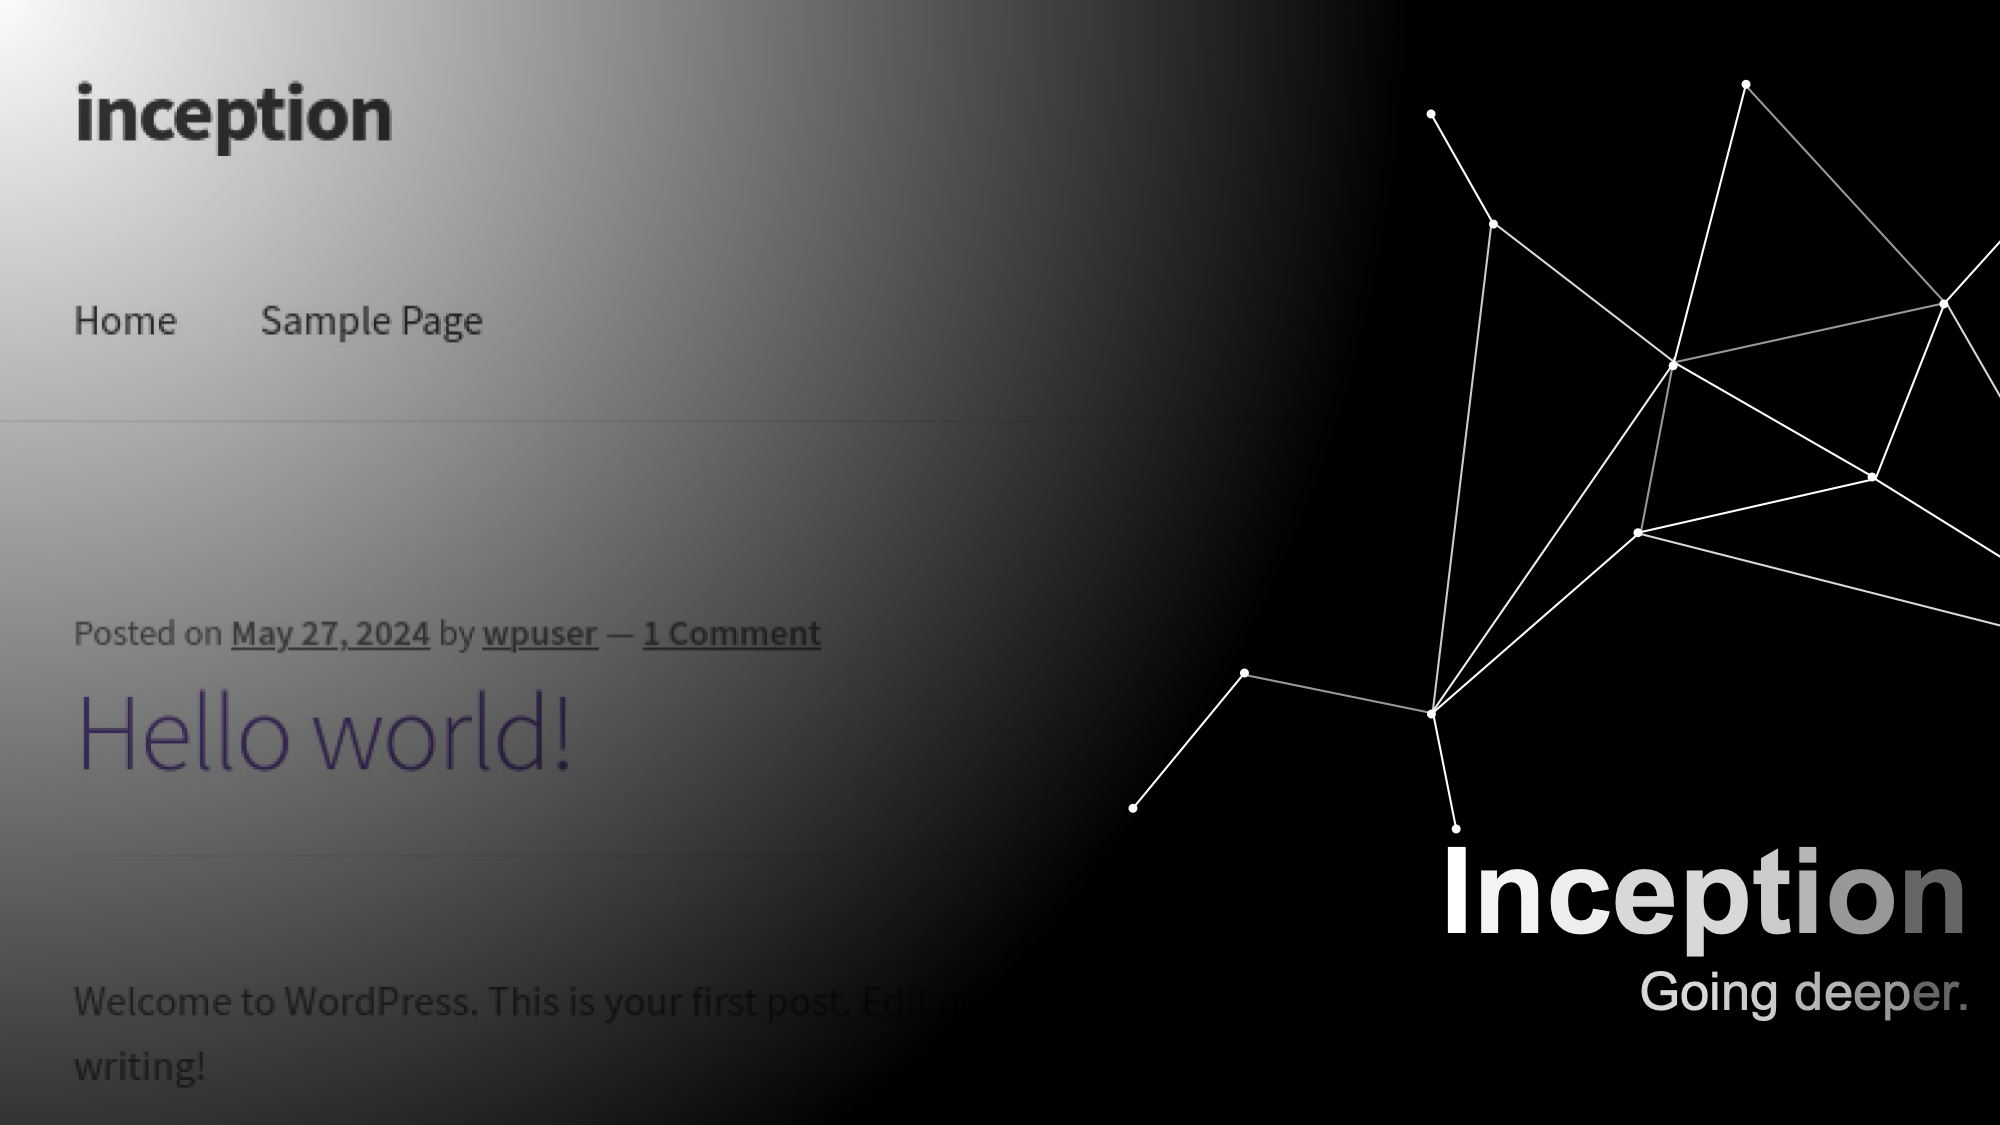 inception
Home Sample Page
Posted on May 27, 2024 by wpuser — 1 Comment
Hello world!
Welcome to WordPress. This is your first post. Edit
writing!
Inception
Going deeper.